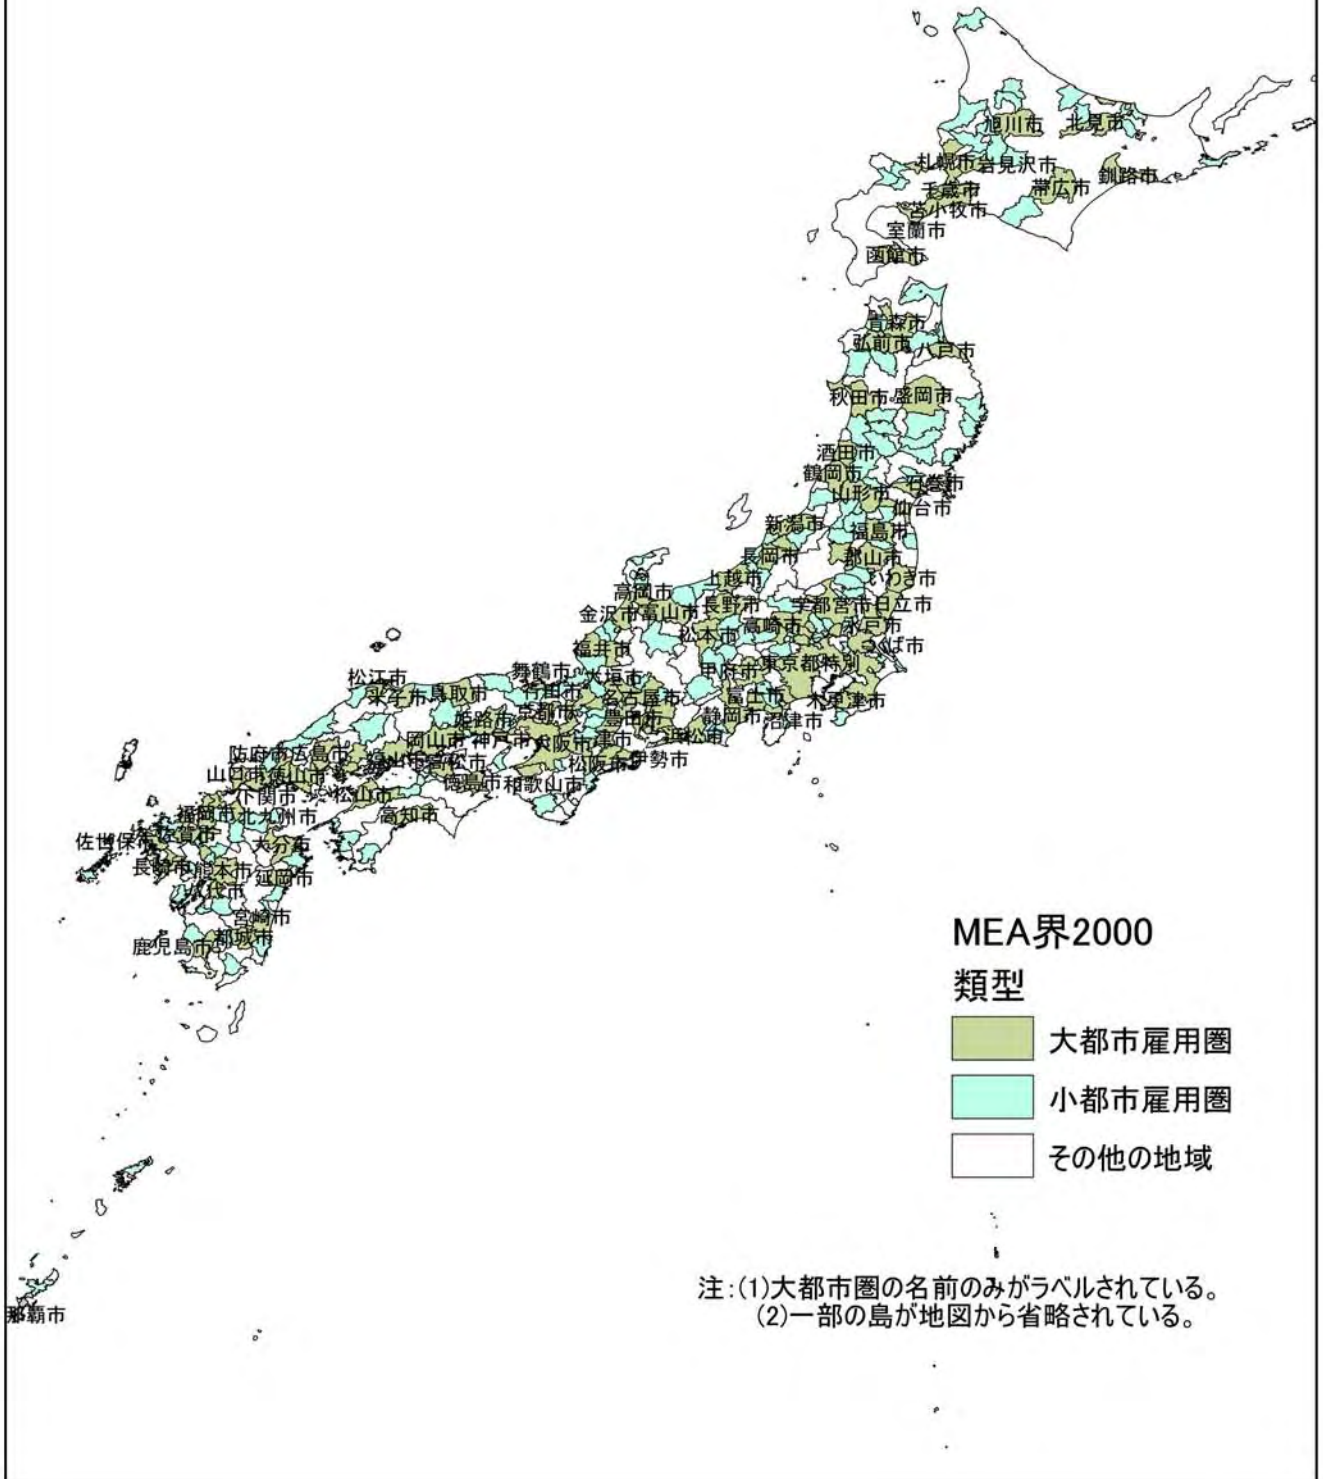 旭川市
北見市
札幌市
岩見沢市
釧路市
千歳市
帯広市
苫小牧市
室蘭市
函館市
青森市
弘前市
八戸市
秋田市
盛岡市
酒田市
鶴岡市
石巻市
山形市
仙台市
新潟市
福島市
長岡市
郡山市
上越市
いわき市
高岡市
長野市
宇都宮市
日立市
金沢市
富山市
高崎市
水戸市
松本市
つくば市
福井市
東京都特別
甲府市
舞鶴市
大垣市
松江市
米子市
鳥取市
名古屋市
富士市
木更津市
京都市
豊田市
静岡市
沼津市
姫路市
岡山市
神戸市
大阪市
津市
浜松市
防府市
広島市
松阪市
伊勢市
山口市
徳山市
徳島市
和歌山市
下関市
松山市
福岡市
北九州市
高知市
佐世保市
佐賀市
大分市
長崎市
熊本市
延岡市
八代市
宮崎市
鹿児島市
都城市
MEA界2000
類型
大都市雇用圏
小都市雇用圏
その他の地域
注:(1)大都市圏の名前のみがラベルされている。
(2)一部の島が地図から省略されている。
那覇市